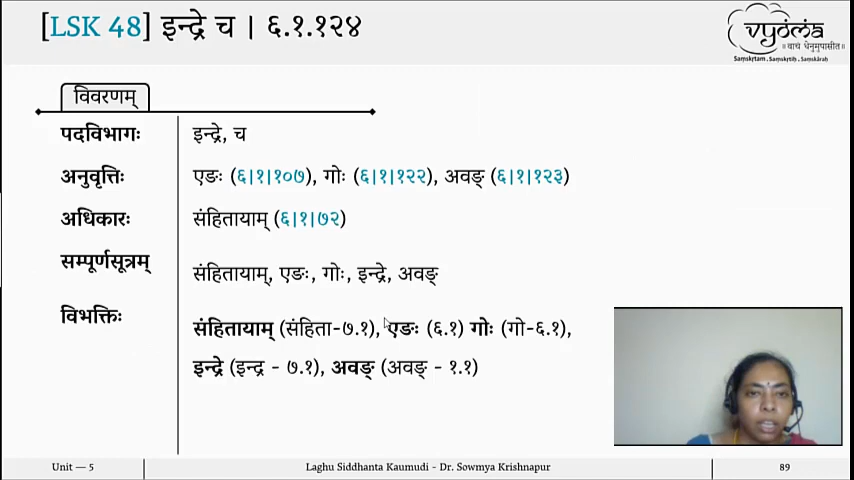 [LSK 48] इन्द्रे च | ६.१.१२४
vyoma
॥ वाचं धेनुमुपासीत॥
Saṃskṛtam . Saṃskṛtiḥ . Saṃskāraḥ
विवरणम्
पदविभागः इन्द्रे, च
अनुवृत्तिः एङः (६|१|१०७), गोः (६|१|१२२), अवङ् (६|१|१२३)
अधिकारः संहितायाम् (६|१|७२)
सम्पूर्णसूत्रम् संहितायाम्, एङः, गोः, इन्द्रे, अवङ्
विभक्तिः संहितायाम् (संहिता-७.१), एङः (६.१) गोः (गो-६.१),
इन्द्रे (इन्द्र - ७.१), अवङ् (अवङ् - १.१)
Unit — 5 Laghu Siddhanta Kaumudi - Dr. Sowmya Krishnapur 89